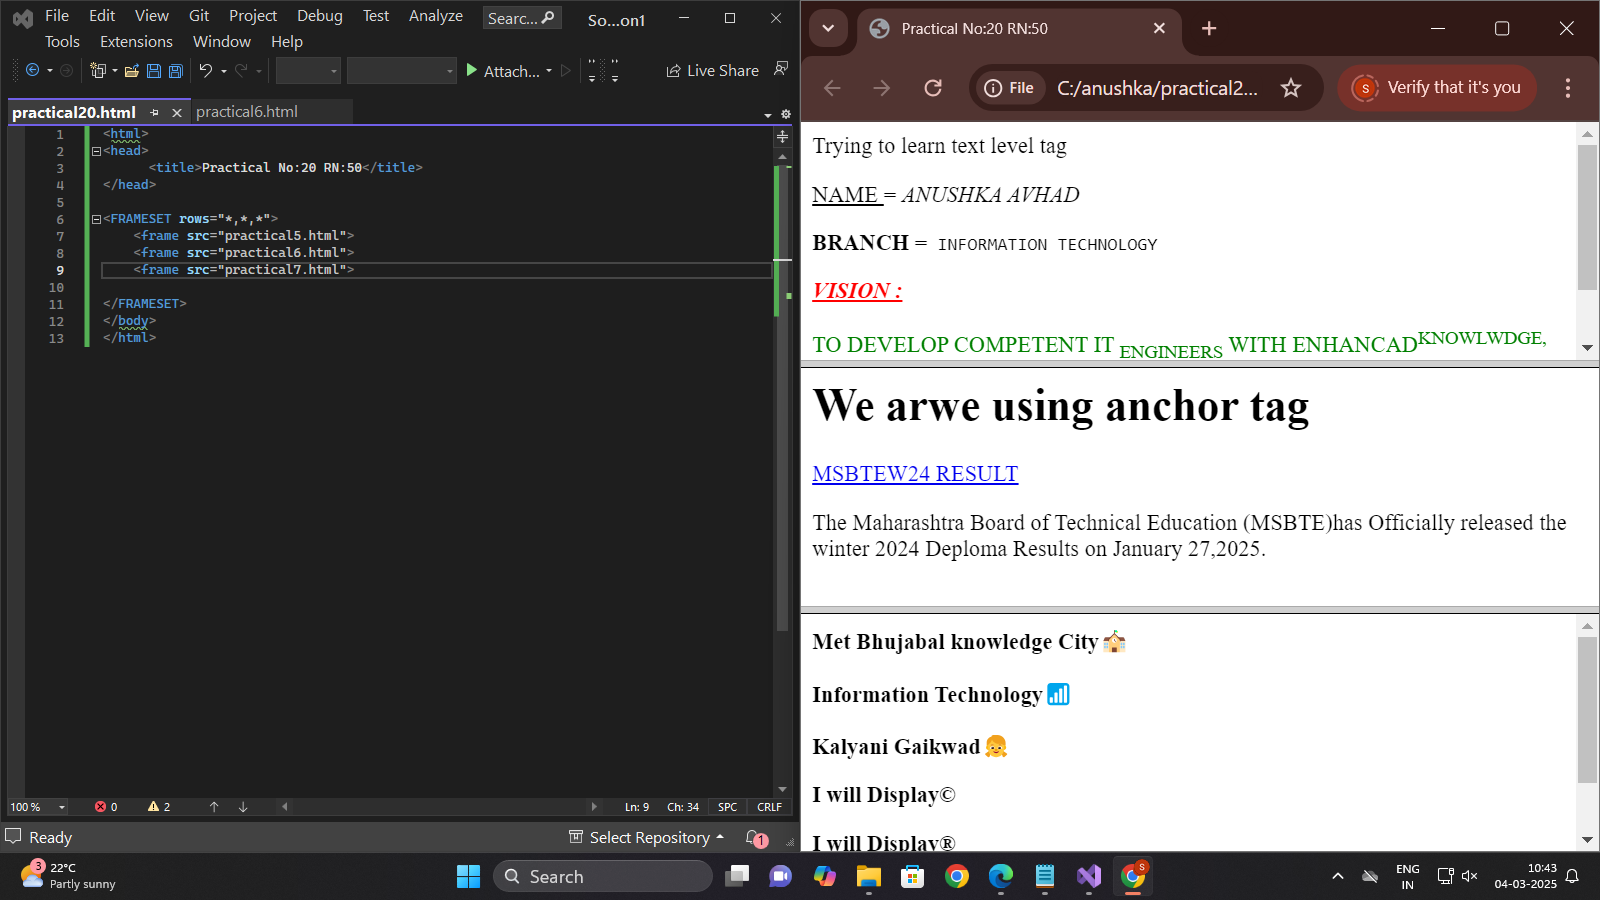 File Edit View Git Project Debug Test Analyze Searc... So...on1
Tools Extensions Window Help
Attach... Live Share
practical20.html practical6.html
1 <html>
2 <head>
3 <title>Practical No:20 RN:50</title>
4 </head>
5
6 <FRAMESET rows="*,*,*">
7 <frame src="practical5.html">
8 <frame src="practical6.html">
9 <frame src="practical7.html">
10
11 </FRAMESET>
12 </body>
13 </html>
100 % 0 2 Ln: 9 Ch: 34 SPC CRLF
Ready Select Repository 1
Practical No:20 RN:50
File C:/anushka/practical2... S Verify that it's you
Trying to learn text level tag
NAME = ANUSHKA AVHAD
BRANCH = INFORMATION TECHNOLOGY
VISION :
TO DEVELOP COMPETENT IT ENGINEERS WITH ENHANCAD KNOWLWDGE,
We arwe using anchor tag
MSBTEW24 RESULT
The Maharashtra Board of Technical Education (MSBTE)has Officially released the
winter 2024 Deploma Results on January 27,2025.
Met Bhujabal knowledge City
Information Technology
Kalyani Gaikwad
I will Display©
I will Display®
3 22°C
Partly sunny
Search
S
ENG
IN
10:43
04-03-2025